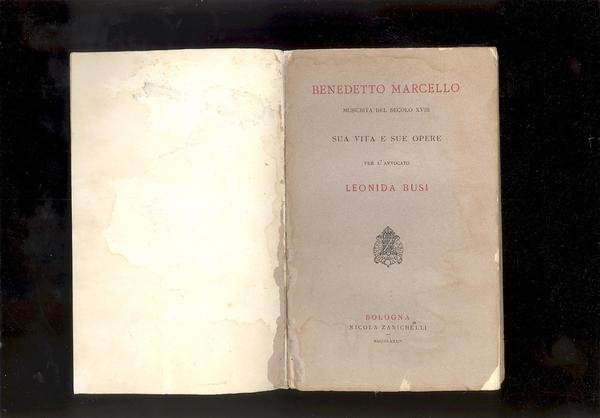 BENEDETTO MARCELLO
MUSICISTA DEL SECOLO XVIII
SUA VITA E SUE OPERE
PER L'AVVOCATO
LEONIDA BUSI
BOLOGNA
NICOLA ZANICHELLI